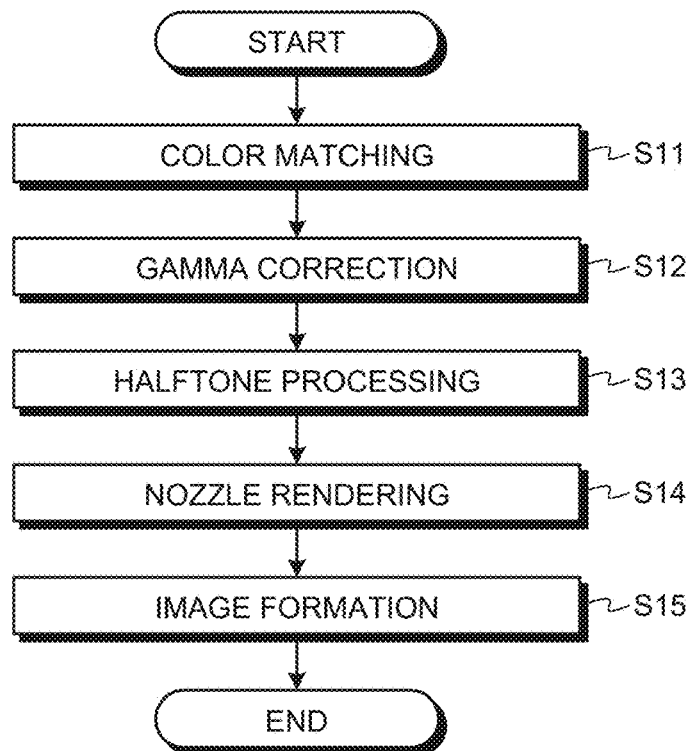 START
COLOR MATCHING S11
GAMMA CORRECTION S12
HALFTONE PROCESSING S13
NOZZLE RENDERING S14
IMAGE FORMATION S15
END